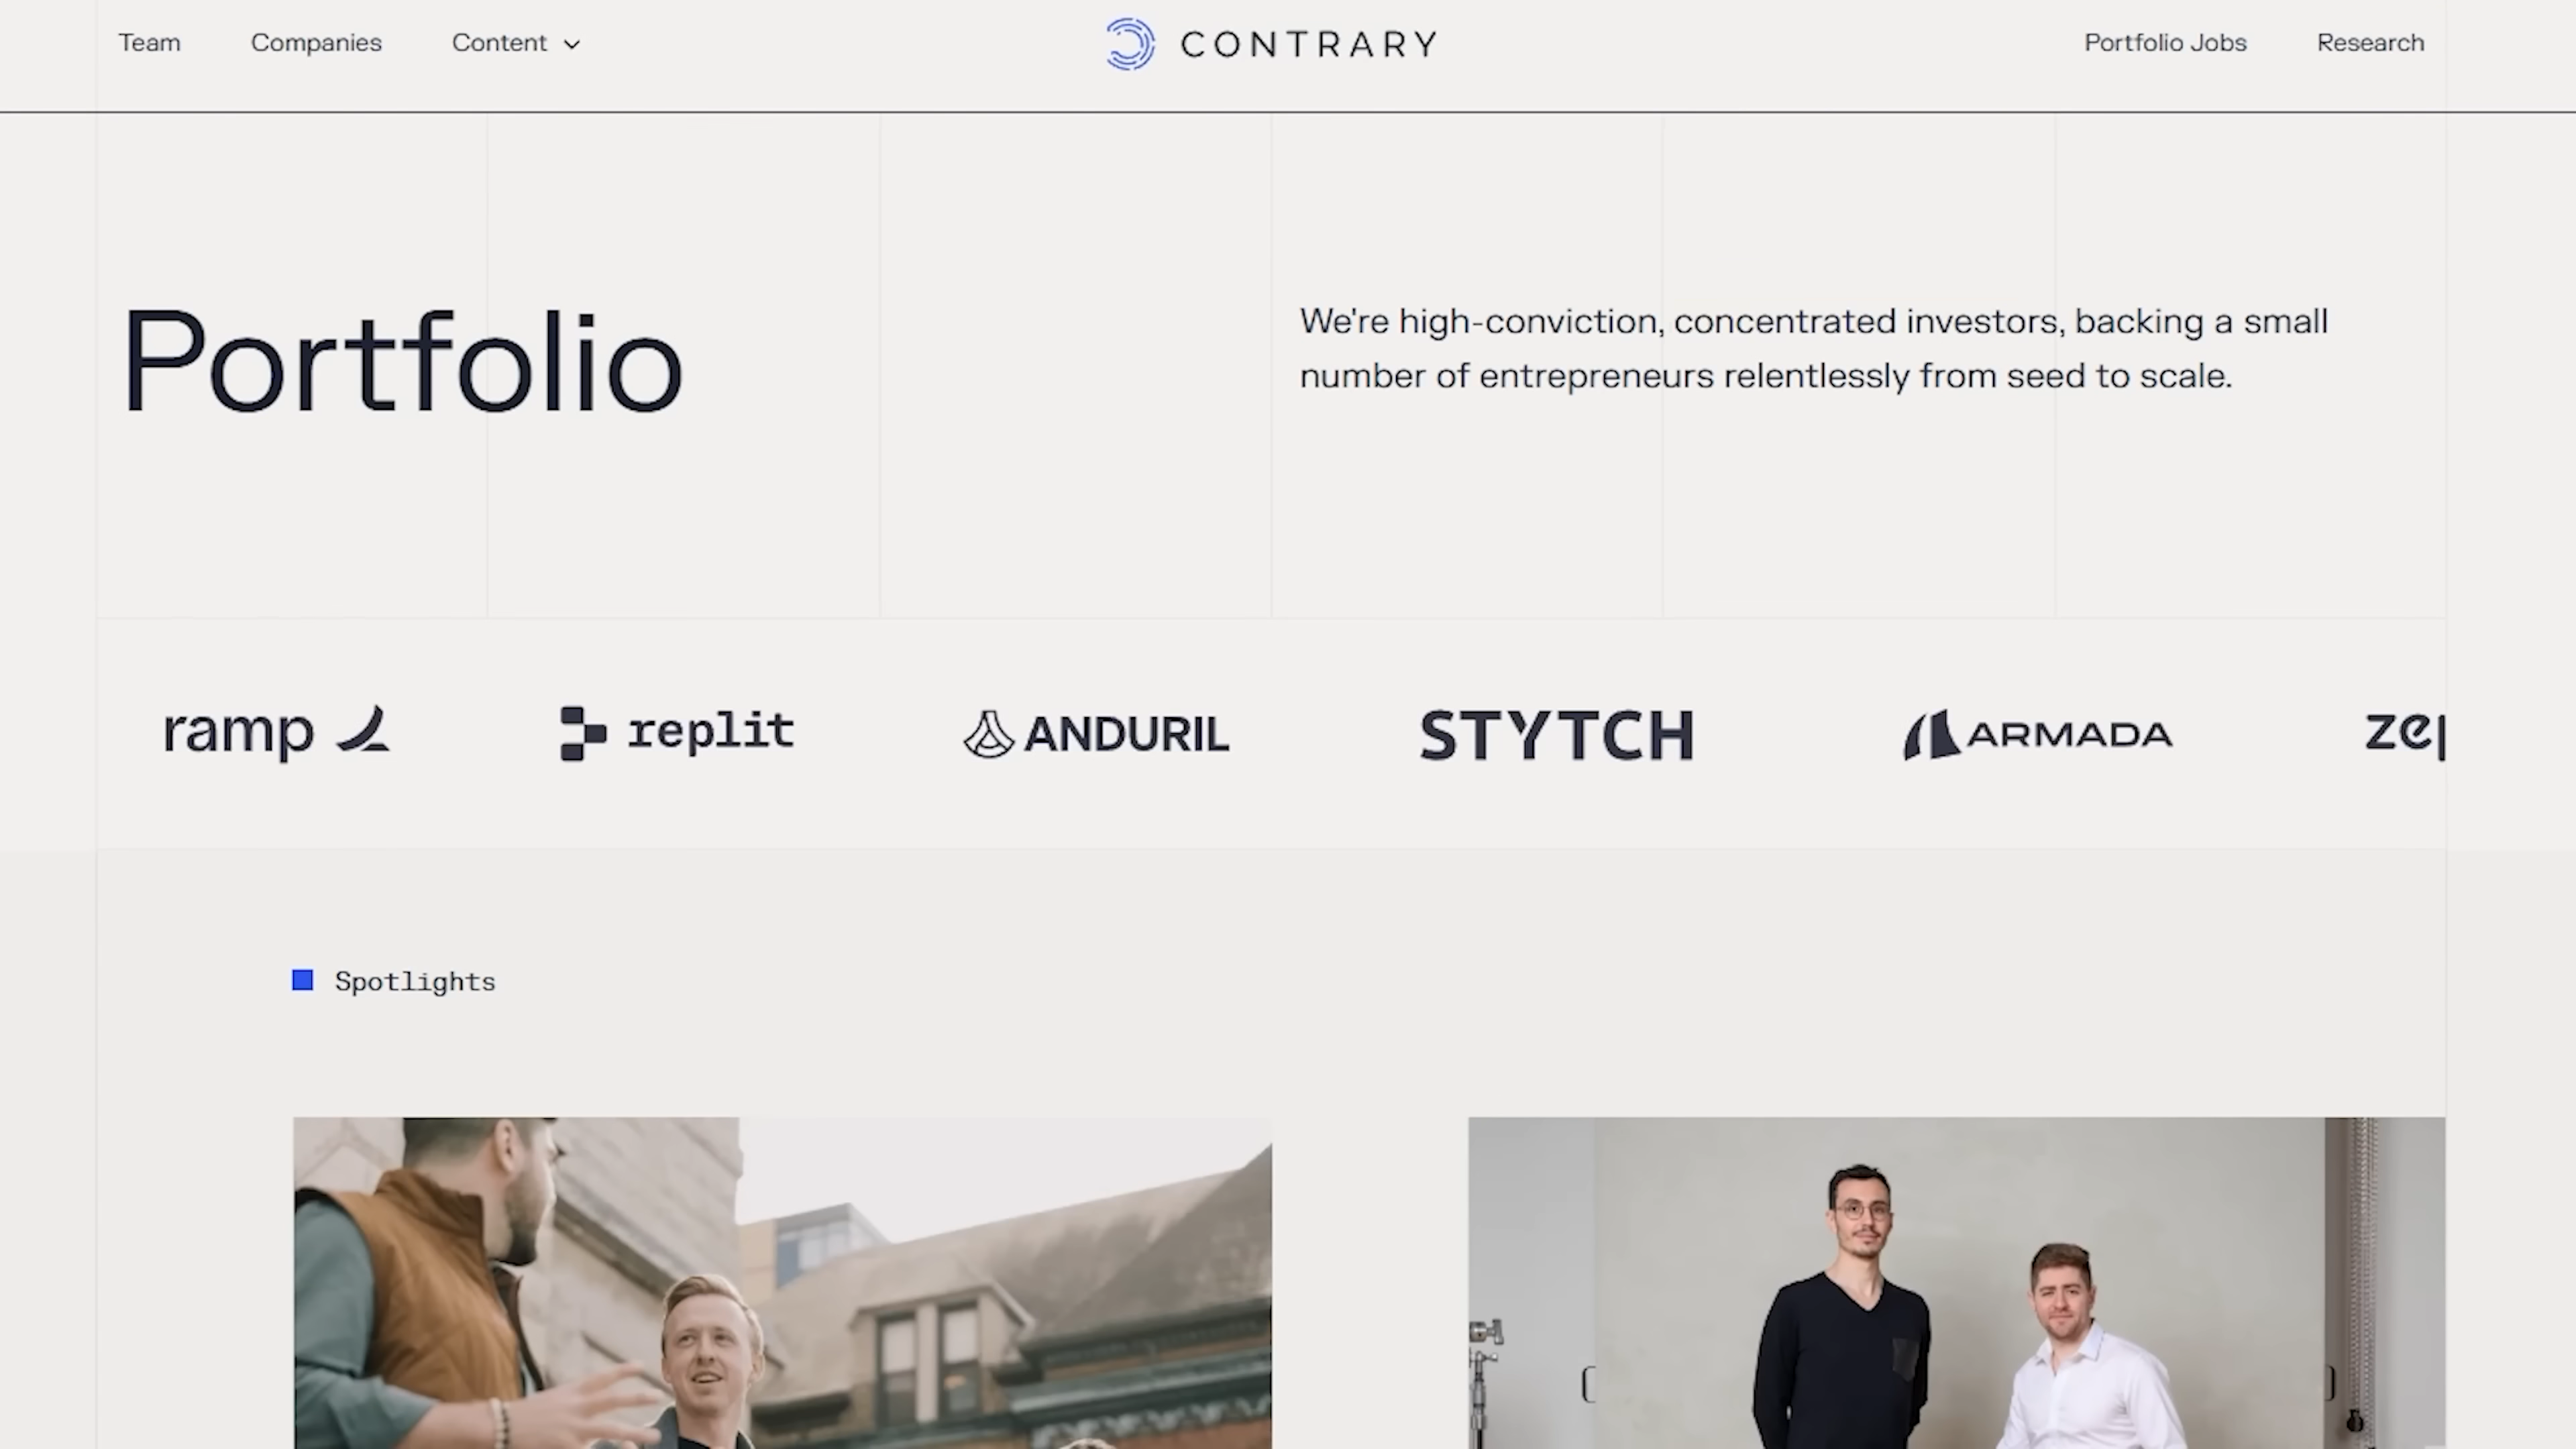 Team Companies Content CONTRARY Portfolio Jobs Research
Portfolio
We're high-conviction, concentrated investors, backing a small
number of entrepreneurs relentlessly from seed to scale.
ramp replit ANDURIL STYTCH ARMADA
Spotlights